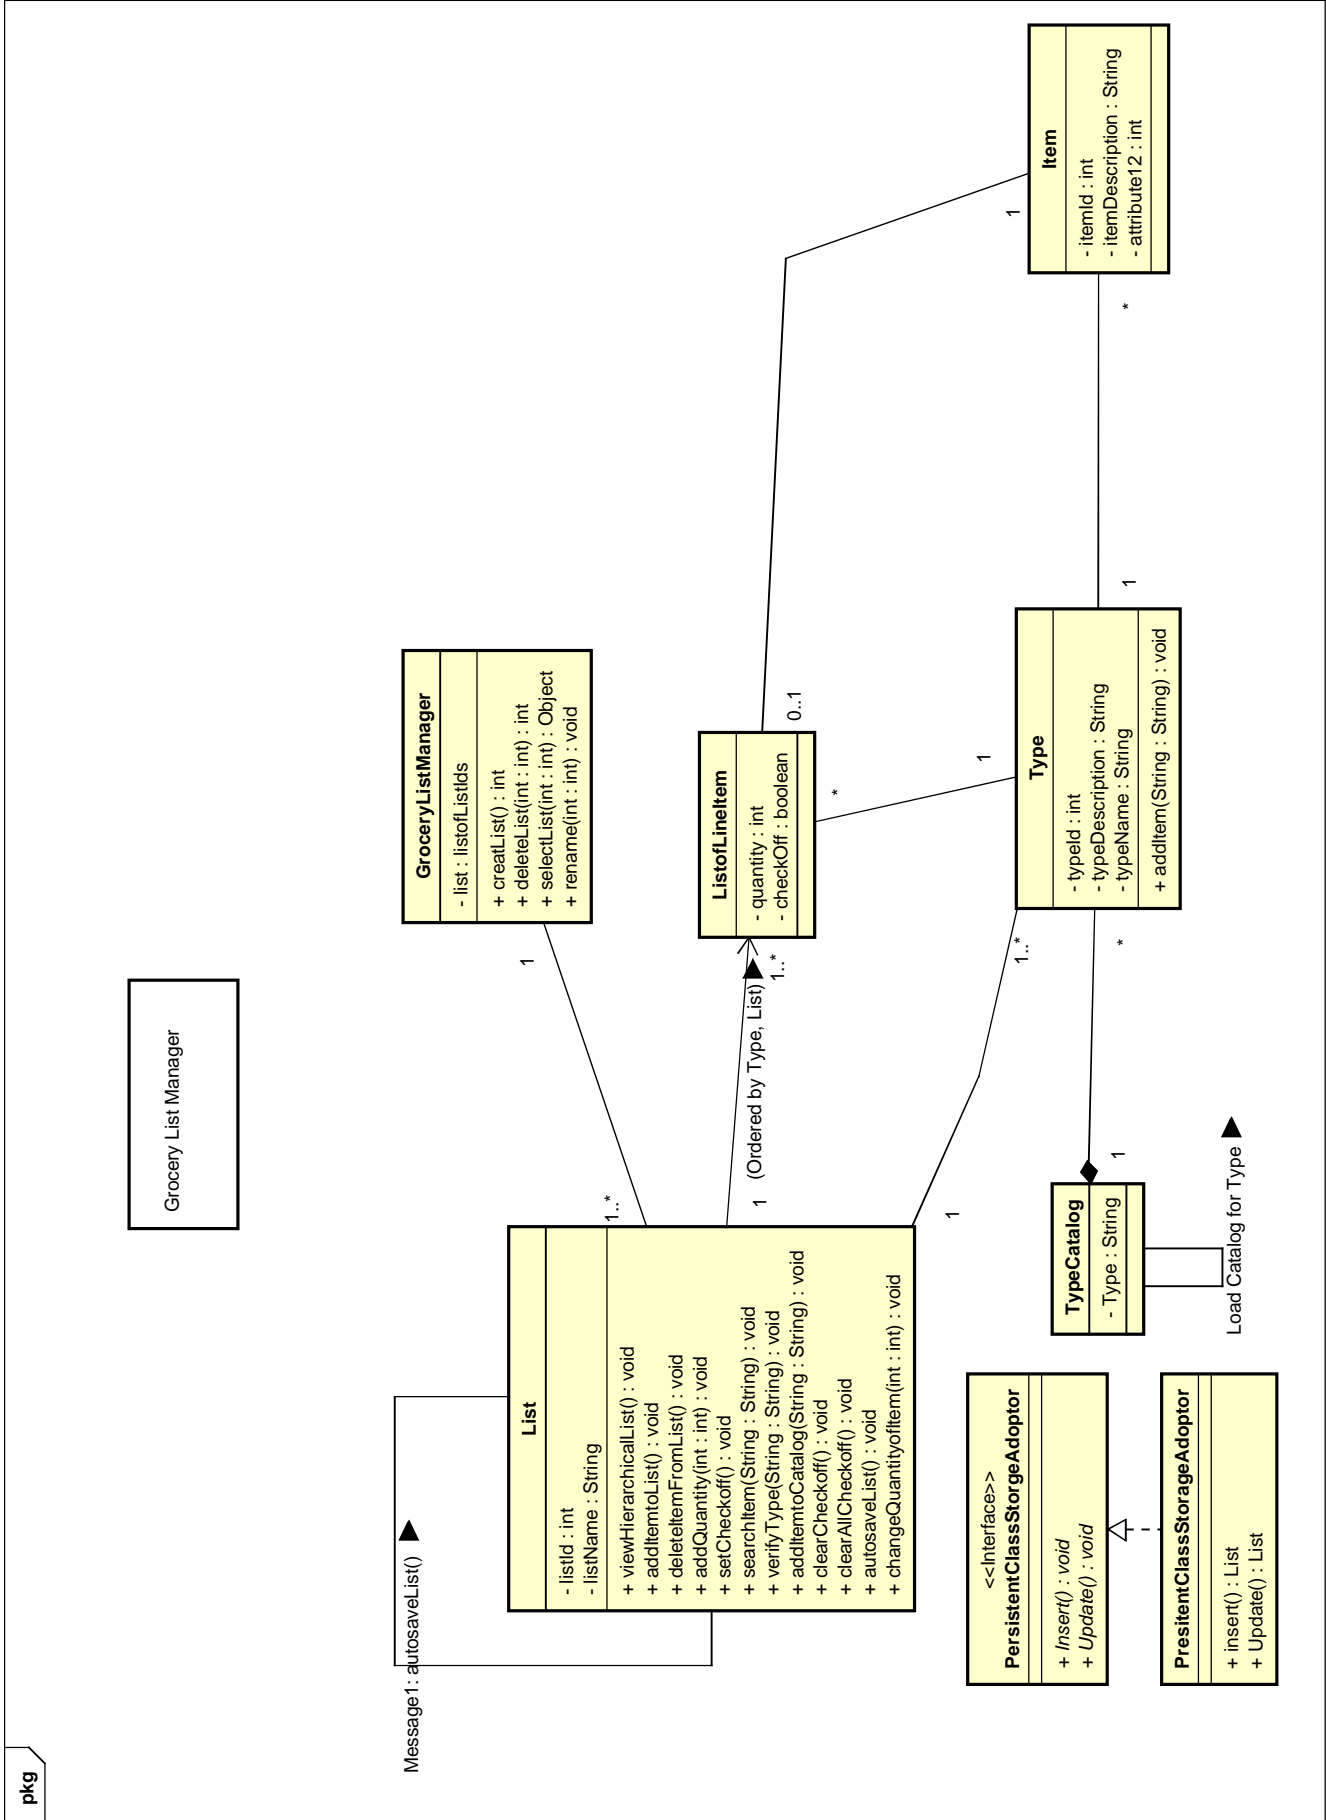 pkg
Grocery List Manager
Message1: autosaveList()
GroceryListManager
- list : listofListIds
+ creatList() : int
+ deleteList(int : int) : int
+ selectList(int : int) : Object
+ rename(int : int) : void
1
1..*
List
- listId : int
- listName : String
+ viewHierarchicalList() : void
+ addItemtoList() : void
+ deleteItemFromList() : void
+ addQuantity(int : int) : void
+ setCheckoff() : void
+ searchItem(String : String) : void
+ verifyType(String : String) : void
+ addItemtoCatalog(String : String) : void
+ clearCheckoff() : void
+ clearAllCheckoff() : void
+ autosaveList() : void
+ changeQuantityofItem(int : int) : void
1
(Ordered by Type, List)
1..*
ListofLineItem
- quantity : int
- checkOff : boolean
0..1
1
*
1
1
1..*
Item
- itemId : int
- itemDescription : String
- attribute12 : int
*
1
Type
- typeId : int
- typeDescription : String
- typeName : String
+ addItem(String : String) : void
*
1
TypeCatalog
- Type : String
Load Catalog for Type
<<Interface>>
PersistentClassStorgeAdoptor
+ Insert() : void
+ Update() : void
PresitentClassStorageAdoptor
+ insert() : List
+ Update() : List